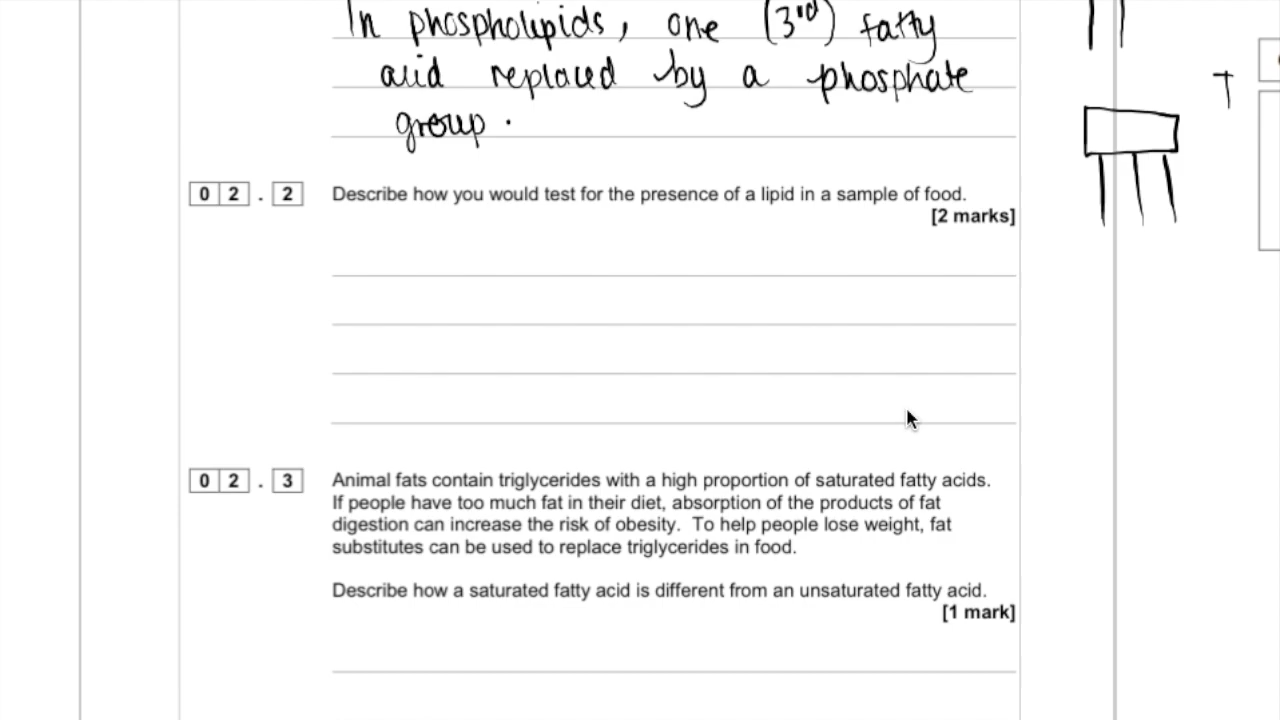 In phospholipids, one (3rd) fatty
acid replaced by a phosphate
group.
T
02.2 Describe how you would test for the presence of a lipid in a sample of food.
[2 marks]
02.3 Animal fats contain triglycerides with a high proportion of saturated fatty acids.
If people have too much fat in their diet, absorption of the products of fat
digestion can increase the risk of obesity. To help people lose weight, fat
substitutes can be used to replace triglycerides in food.
Describe how a saturated fatty acid is different from an unsaturated fatty acid.
[1 mark]